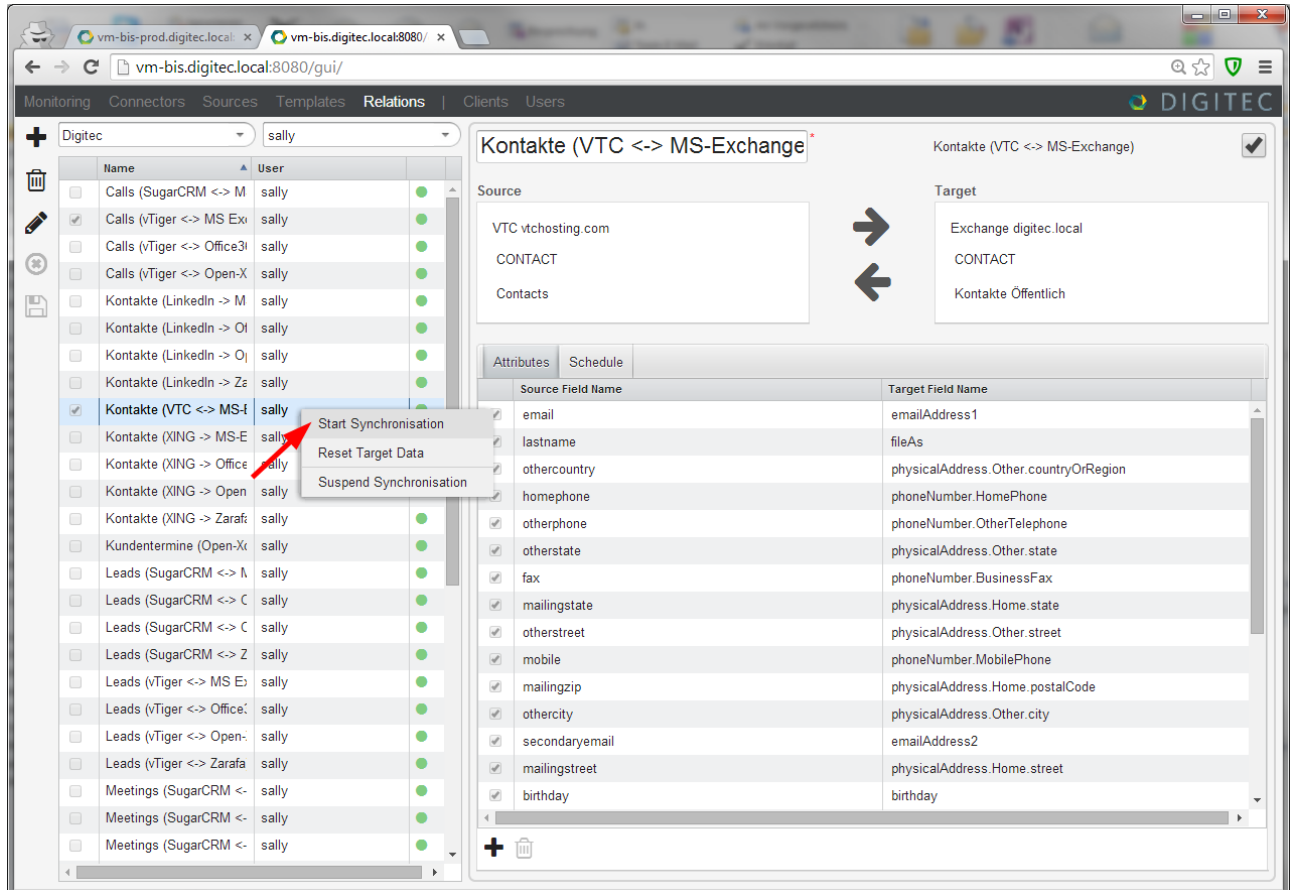 vm-bis-prod.digitec.local:
vm-bis.digitec.local:8080/
vm-bis.digitec.local:8080/gui/
Monitoring Connectors Sources Templates Relations | Clients Users
DIGITEC
Digitec
sally
Name User
Calls (SugarCRM <-> M sally
Calls (vTiger <-> MS Ex sally
Calls (vTiger <-> Office3 sally
Calls (vTiger <-> Open-X sally
Kontakte (LinkedIn -> M sally
Kontakte (LinkedIn -> Of sally
Kontakte (LinkedIn -> O sally
Kontakte (LinkedIn -> Za sally
Kontakte (VTC <-> MS-E sally
Kontakte (XING -> MS-E sally
Kontakte (XING -> Office sally
Kontakte (XING -> Open sally
Kontakte (XING -> Zarafa sally
Kundentermine (Open-Xc sally
Leads (SugarCRM <-> M sally
Leads (SugarCRM <-> C sally
Leads (SugarCRM <-> C sally
Leads (SugarCRM <-> Z sally
Leads (vTiger <-> MS Ex sally
Leads (vTiger <-> Office3 sally
Leads (vTiger <-> Open- sally
Leads (vTiger <-> Zarafa sally
Meetings (SugarCRM <- sally
Meetings (SugarCRM <- sally
Meetings (SugarCRM <- sally
Start Synchronisation
Reset Target Data
Suspend Synchronisation
Kontakte (VTC <-> MS-Exchange *
Kontakte (VTC <-> MS-Exchange)
Source
VTC vtchosting.com
CONTACT
Contacts
Target
Exchange digitec.local
CONTACT
Kontakte Öffentlich
Attributes Schedule
Source Field Name Target Field Name
email emailAddress1
lastname fileAs
othercountry physicalAddress.Other.countryOrRegion
homephone phoneNumber.HomePhone
otherphone phoneNumber.OtherTelephone
otherstate physicalAddress.Other.state
fax phoneNumber.BusinessFax
mailingstate physicalAddress.Home.state
otherstreet physicalAddress.Other.street
mobile phoneNumber.MobilePhone
mailingzip physicalAddress.Home.postalCode
othercity physicalAddress.Other.city
secondaryemail emailAddress2
mailingstreet physicalAddress.Home.street
birthday birthday